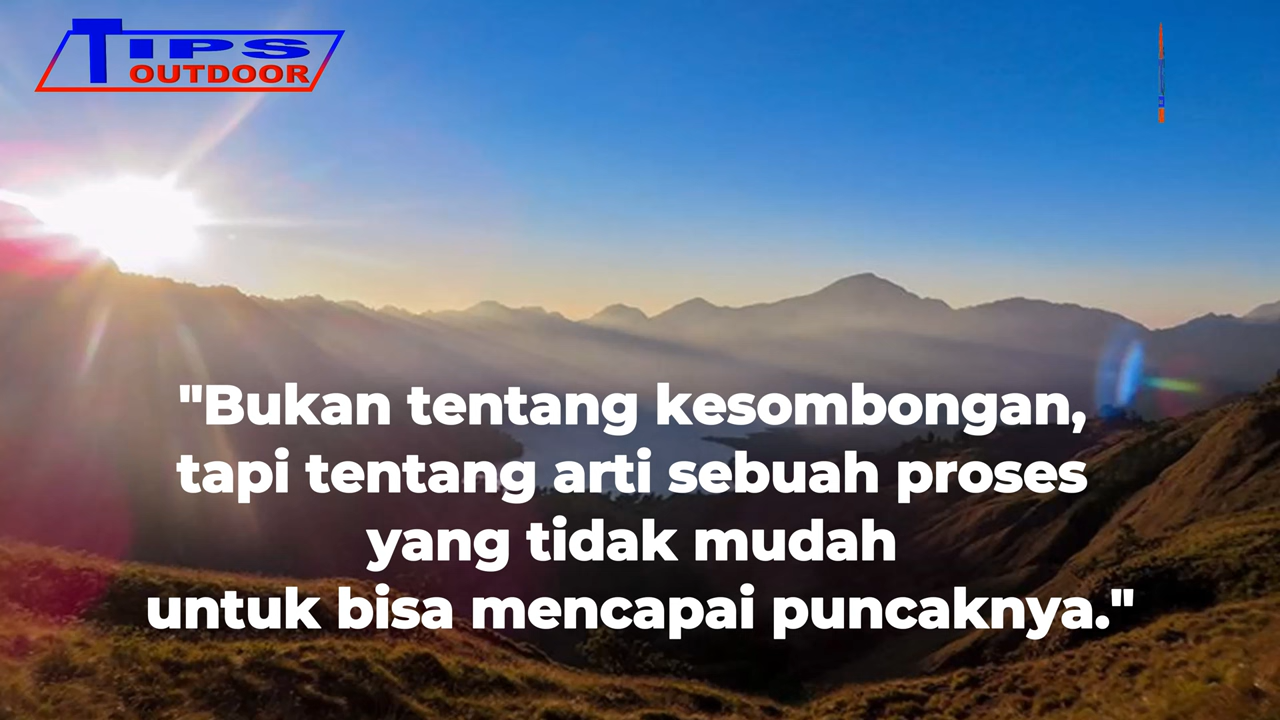 TIPS
OUTDOOR
"Bukan tentang kesombongan,
tapi tentang arti sebuah proses
yang tidak mudah
untuk bisa mencapai puncaknya."